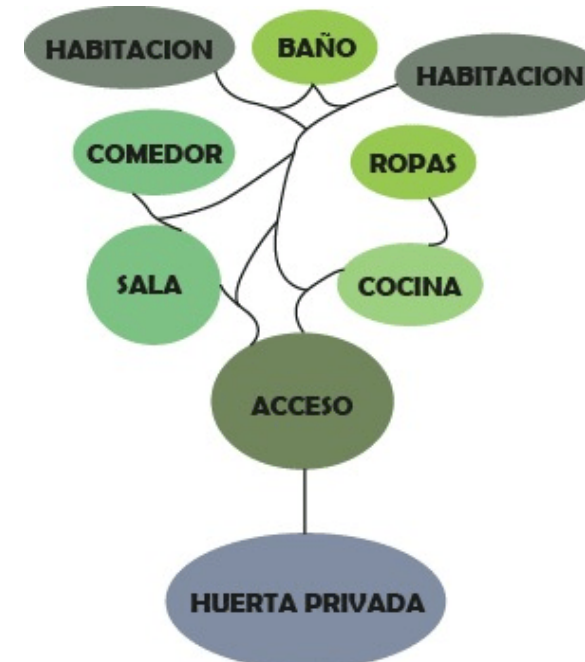 HABITACION
BAÑO
HABITACION
COMEDOR
ROPAS
SALA
COCINA
ACCESO
HUERTA PRIVADA